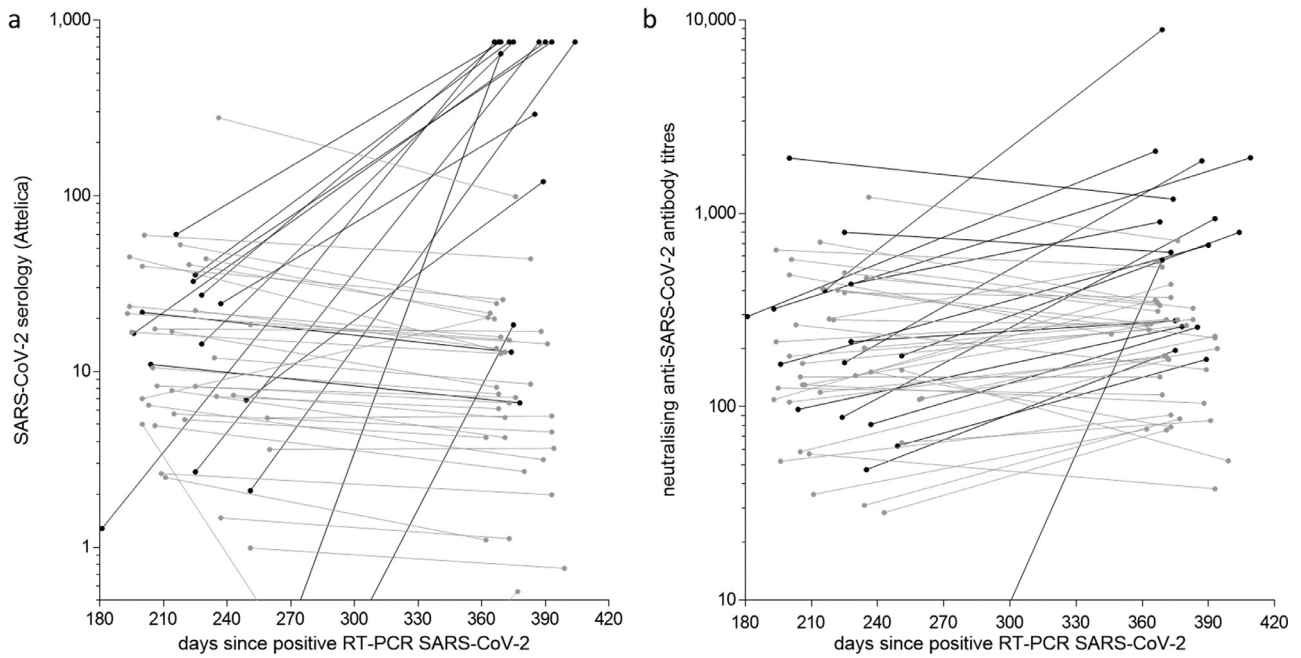 a
1,000
100
10
1
SARS-CoV-2 serology (Attelica)
180 210 240 270 300 330 360 390 420
days since positive RT-PCR SARS-CoV-2
b
10,000
1,000
100
10
neutralising anti-SARS-CoV-2 antibody titres
180 210 240 270 300 330 360 390 420
days since positive RT-PCR SARS-CoV-2